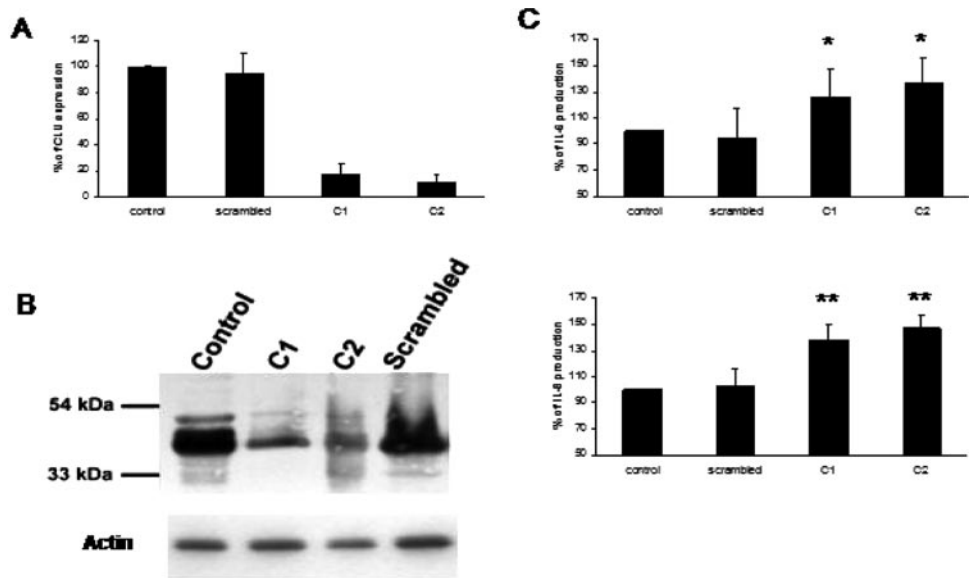 A
% of CLU expression
120
100
80
60
40
20
0
control scrambled C1 C2
B
Control C1 C2 Scrambled
54 kDa
33 kDa
Actin
C
% of IL-6 production
170
150
130
110
90
70
50
* *
control scrambled C1 C2
% of IL-8 production
170
150
130
110
90
70
50
** **
control scrambled C1 C2